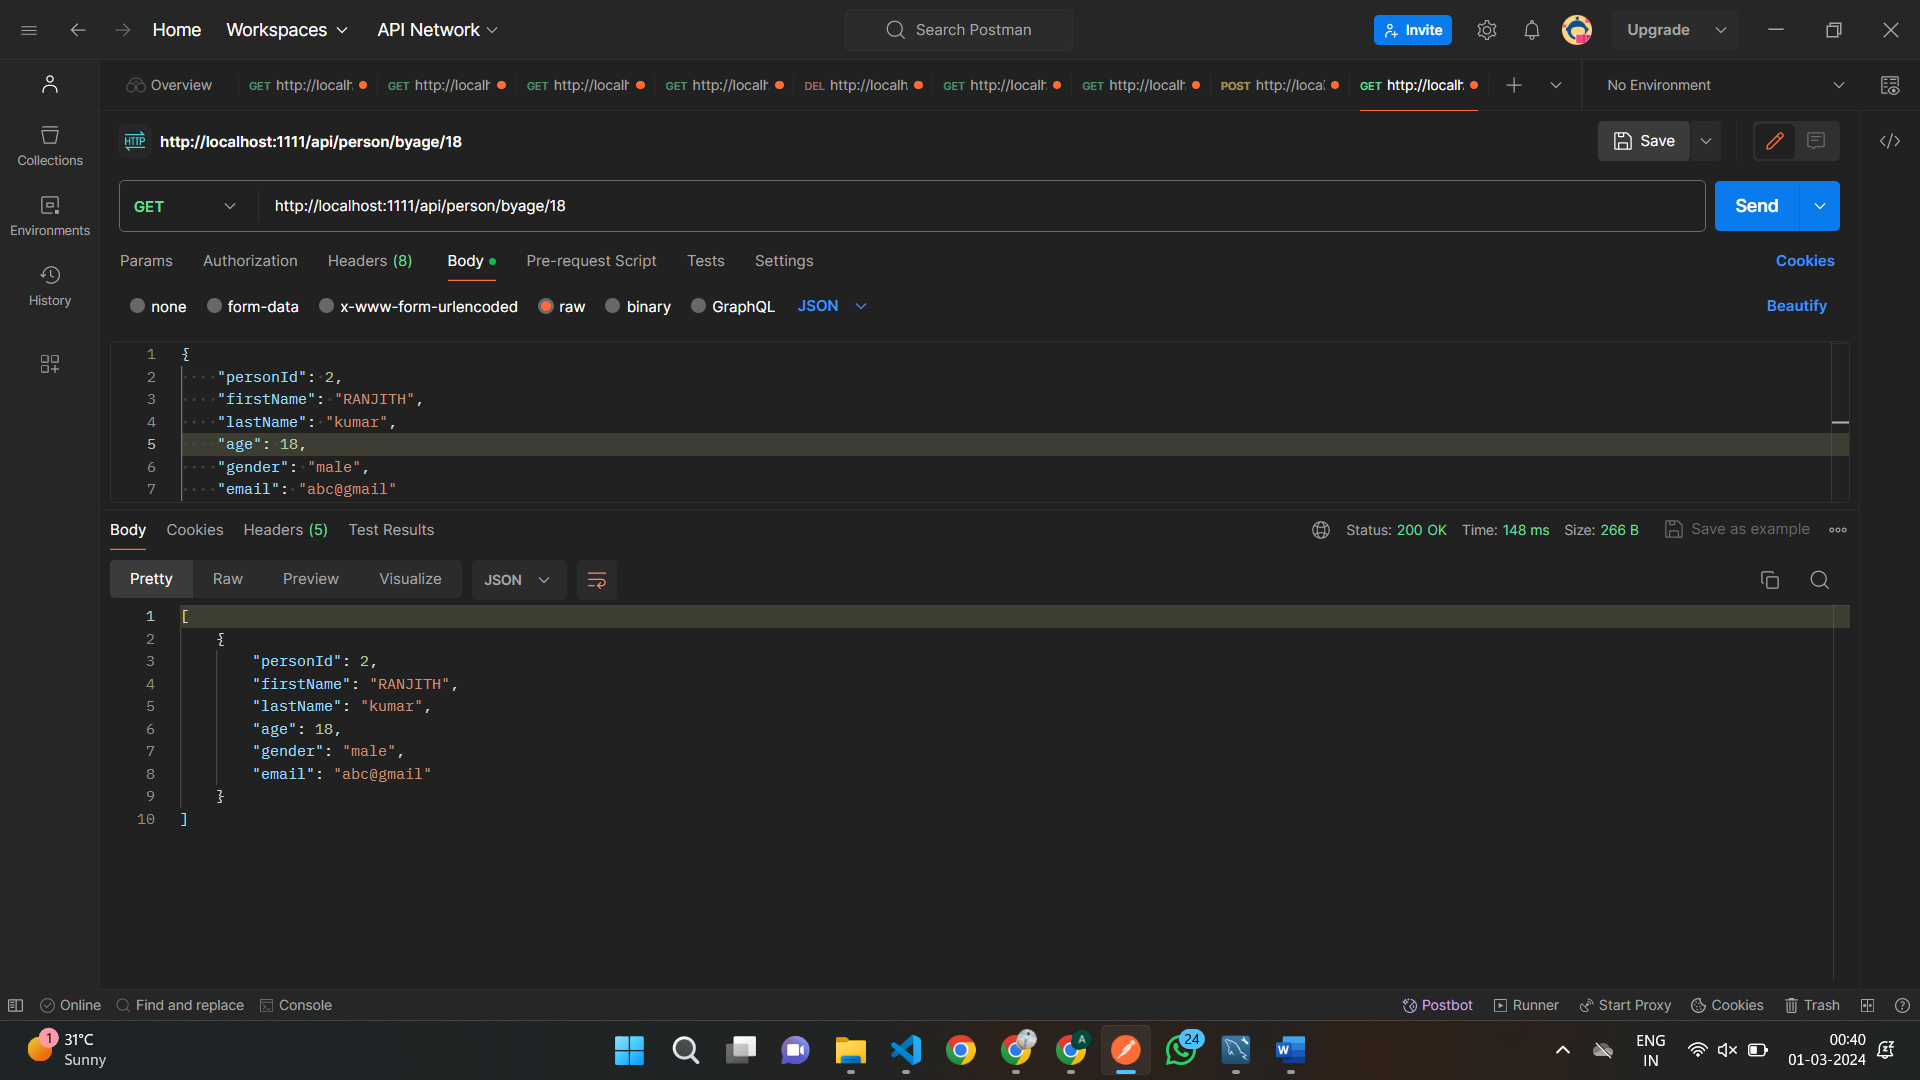 Home Workspaces API Network Search Postman Invite Upgrade
Overview GET http://localh GET http://localh GET http://localh GET http://localh DEL http://localh GET http://localh GET http://localh POST http://local GET http://localh No Environment
HTTP http://localhost:1111/api/person/byage/18 Save
Collections
GET http://localhost:1111/api/person/byage/18 Send
Environments
Params Authorization Headers (8) Body Pre-request Script Tests Settings Cookies
History
none form-data x-www-form-urlencoded raw binary GraphQL JSON Beautify
1 {
2 "personId": 2,
3 "firstName": "RANJITH",
4 "lastName": "kumar",
5 "age": 18,
6 "gender": "male",
7 "email": "abc@gmail"
Body Cookies Headers (5) Test Results Status: 200 OK Time: 148 ms Size: 266 B Save as example
Pretty Raw Preview Visualize JSON
1 [
2 {
3 "personId": 2,
4 "firstName": "RANJITH",
5 "lastName": "kumar",
6 "age": 18,
7 "gender": "male",
8 "email": "abc@gmail"
9 }
10 ]
Online Find and replace Console Postbot Runner Start Proxy Cookies Trash
1 31°C
Sunny
A
24
W
ENG
IN
00:40
01-03-2024